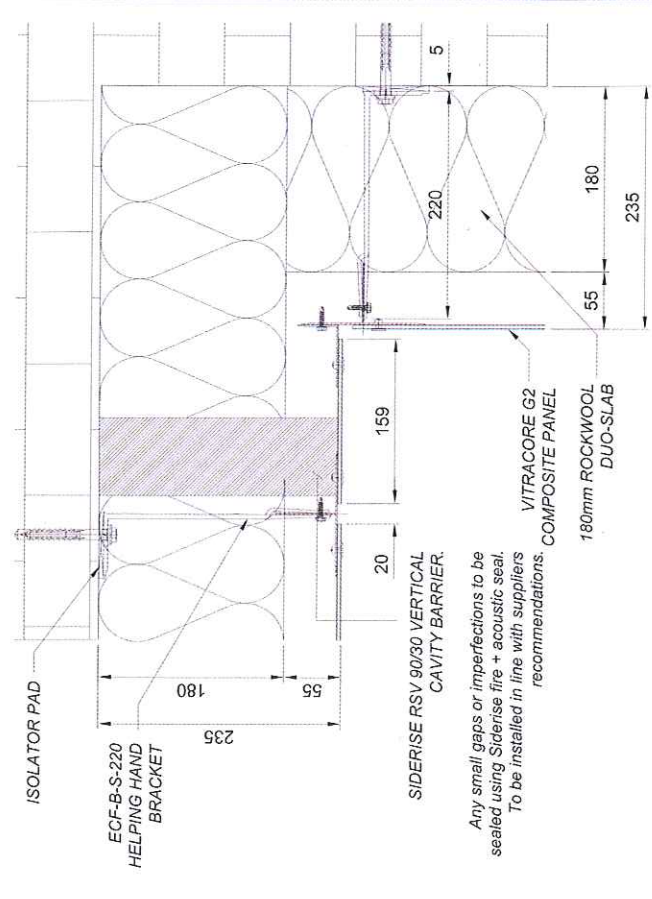 ISOLATOR PAD
ECF-B-S-220
HELPING HAND
BRACKET
180
55
235
SIDERISE RSV 90/30 VERTICAL
CAVITY BARRIER.
Any small gaps or imperfections to be
sealed using Siderise fire + acoustic seal.
To be installed in line with suppliers
recommendations.
20
159
VITRACORE G2
COMPOSITE PANEL
180mm ROCKWOOL
DUO-SLAB
5
220
180
55
235